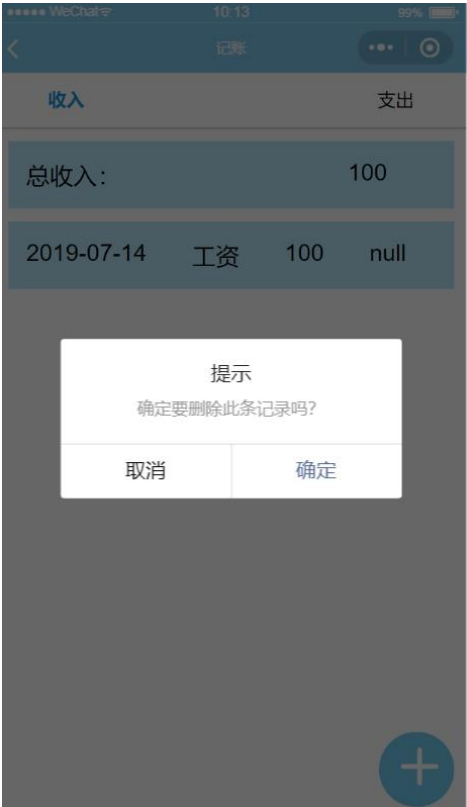 WeChat 10:13 99%
记账
收入 支出
总收入： 100
2019-07-14 工资 100 null
提示
确定要删除此条记录吗？
取消 确定